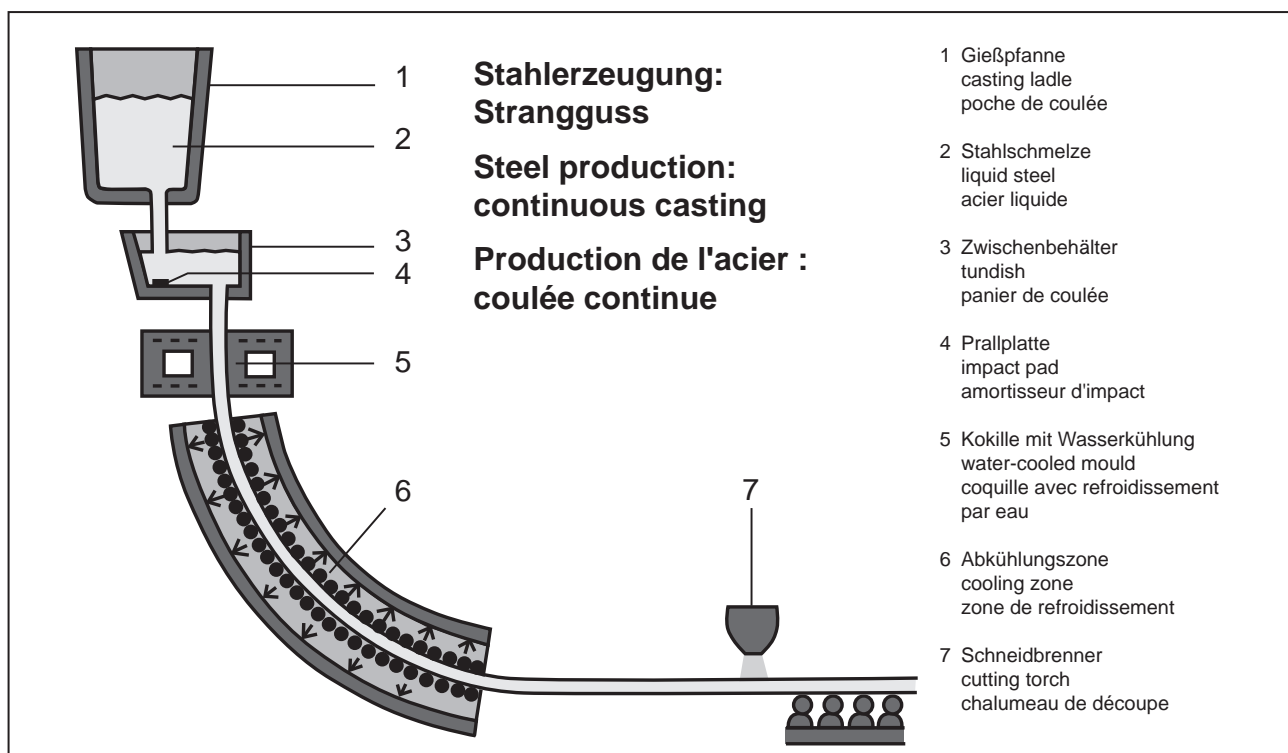 Stahlerzeugung:
Strangguss
Steel production:
continuous casting
Production de l'acier :
coulée continue
1
2
3
4
5
6
7
1 Gießpfanne
casting ladle
poche de coulée
2 Stahlschmelze
liquid steel
acier liquide
3 Zwischenbehälter
tundish
panier de coulée
4 Prallplatte
impact pad
amortisseur d'impact
5 Kokille mit Wasserkühlung
water-cooled mould
coquille avec refroidissement
par eau
6 Abkühlungszone
cooling zone
zone de refroidissement
7 Schneidbrenner
cutting torch
chalumeau de découpe